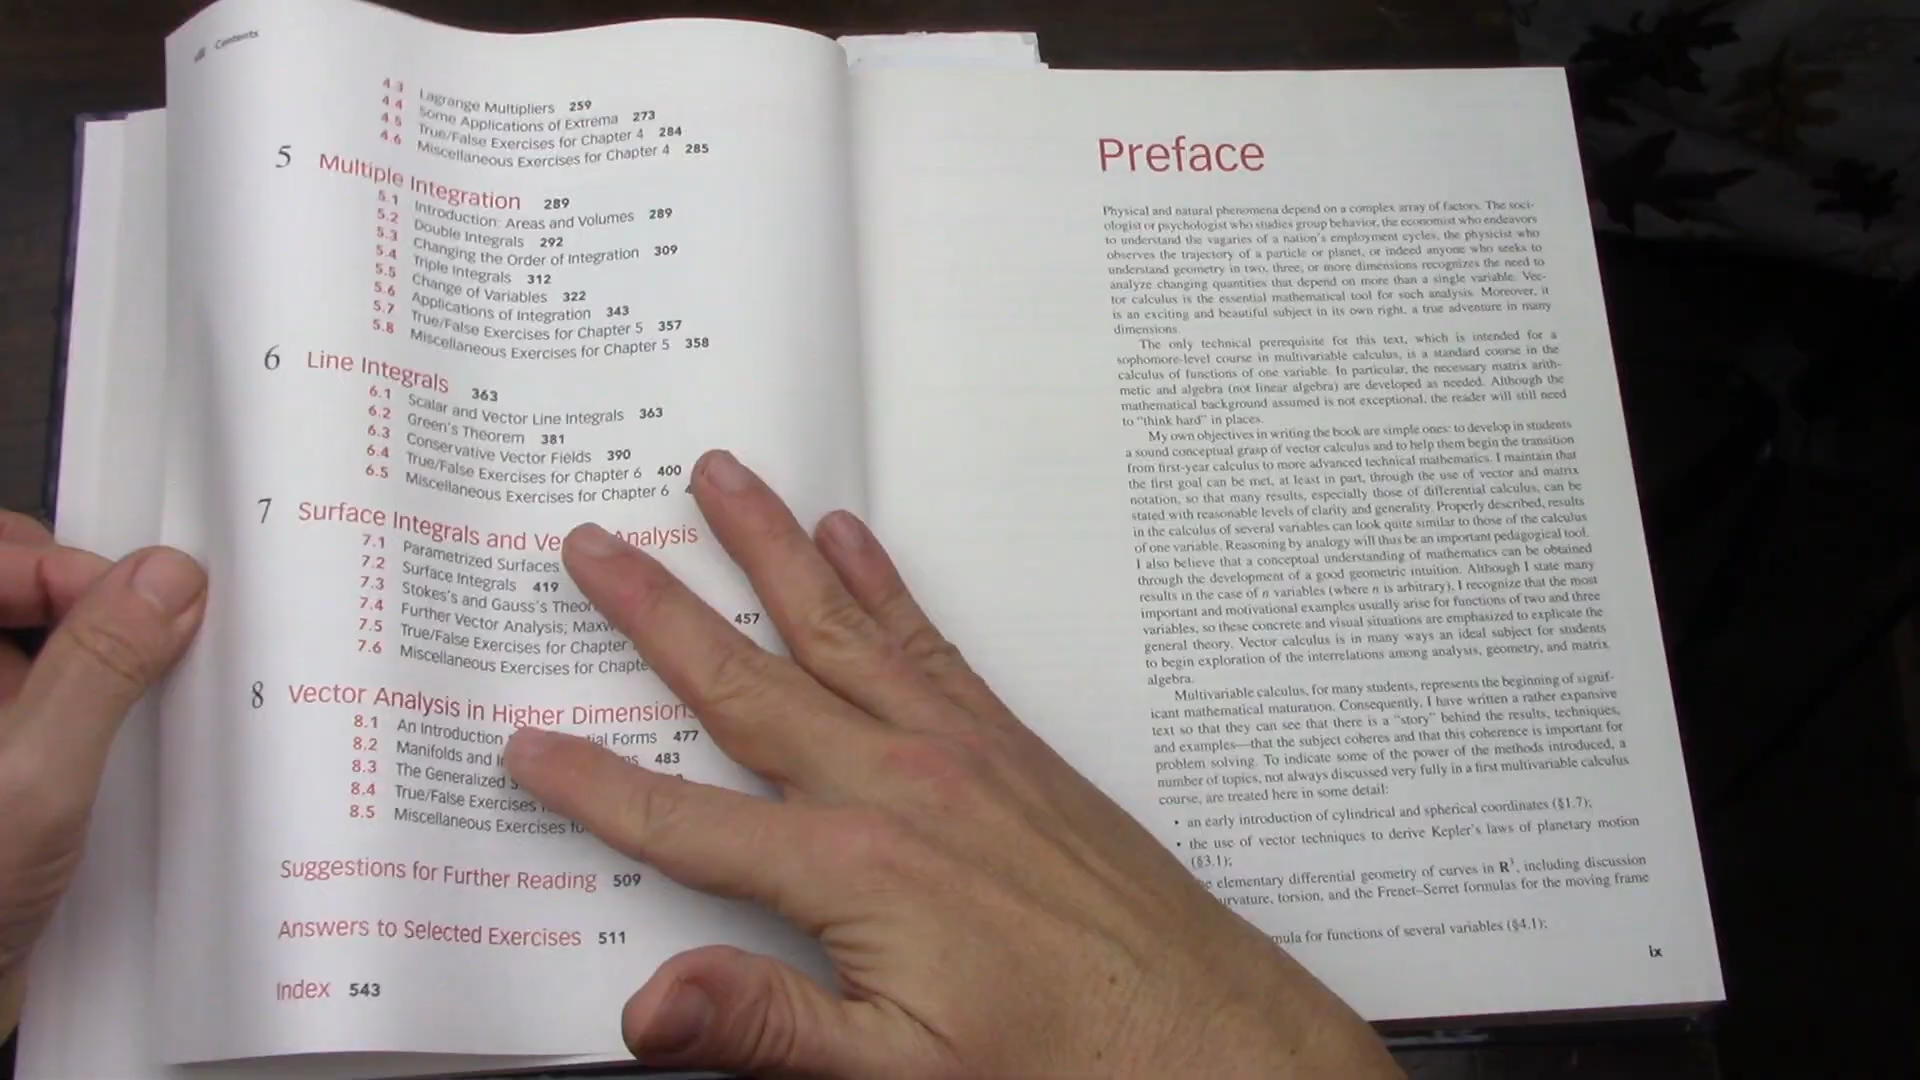 Contents
4.3 Lagrange Multipliers 259
4.4 Some Applications of Extrema 273
4.5 True/False Exercises for Chapter 4 284
4.6 Miscellaneous Exercises for Chapter 4 285
5 Multiple Integration 289
5.1 Introduction: Areas and Volumes 289
5.2 Double Integrals 292
5.3 Changing the Order of Integration 309
5.4 Triple Integrals 312
5.5 Change of Variables 322
5.6 Applications of Integration 343
5.7 True/False Exercises for Chapter 5 357
5.8 Miscellaneous Exercises for Chapter 5 358
6 Line Integrals 363
6.1 Scalar and Vector Line Integrals 363
6.2 Green's Theorem 381
6.3 Conservative Vector Fields 390
6.4 True/False Exercises for Chapter 6 400
6.5 Miscellaneous Exercises for Chapter 6
7 Surface Integrals and Analysis
7.1 Parametrized Surfaces
7.2 Surface Integrals 419
7.3 Stokes's and Gauss's
7.4 Further Vector Analysis; 457
7.5 True/False Exercises for Chapter
7.6 Miscellaneous Exercises for
8 Vector Analysis in Higher
8.1 An Introduction Forms 477
8.2 Manifolds and 483
8.3 The Generalized
8.4 True/False Exercises
8.5 Miscellaneous Exercises
Suggestions for Further Reading 509
Answers to Selected Exercises 511
Index 543
Preface
Physical and natural phenomena depend on a complex array of factors. The soci-
ologist or psychologist who studies group behavior, the economist who endeavors
to understand the vagaries of a nation's employment cycles, the physicist who
observes the trajectory of a particle or planet, or indeed anyone who seeks to
understand geometry in two, three, or more dimensions recognizes the need to
analyze changing quantities that depend on more than a single variable. Vec-
tor calculus is the essential mathematical tool for such analysis. Moreover, it
is an exciting and beautiful subject in its own right, a true adventure in many
dimensions.
The only technical prerequisite for this text, which is intended for a
sophomore-level course in multivariable calculus, is a standard course in the
calculus of functions of one variable. In particular, the necessary matrix arith-
metic and algebra (not linear algebra) are developed as needed. Although the
mathematical background assumed is not exceptional, the reader will still need
to "think hard" in places.
My own objectives in writing the book are simple ones: to develop in students
a sound conceptual grasp of vector calculus and to help them begin the transition
from first-year calculus to more advanced technical mathematics. I maintain that
the first goal can be met, at least in part, through the use of vector and matrix
notation, so that many results, especially those of differential calculus, can be
stated with reasonable levels of clarity and generality. Properly described, results
in the calculus of several variables can look quite similar to those of the calculus
of one variable. Reasoning by analogy will thus be an important pedagogical tool.
I also believe that a conceptual understanding of mathematics can be obtained
through the development of a good geometric intuition. Although I state many
results in the case of n variables (where n is arbitrary), I recognize that the most
important and motivational examples usually arise for functions of two and three
variables, so these concrete and visual situations are emphasized to explicate the
general theory. Vector calculus is in many ways an ideal subject for students
to begin exploration of the interrelations among analysis, geometry, and matrix
algebra.
Multivariable calculus, for many students, represents the beginning of signif-
icant mathematical maturation. Consequently, I have written a rather expansive
text so that they can see that there is a "story" behind the results, techniques,
and examples—that the subject coheres and that this coherence is important for
problem solving. To indicate some of the power of the methods introduced, a
number of topics, not always discussed very fully in a first multivariable calculus
course, are treated here in some detail:
• an early introduction of cylindrical and spherical coordinates (§1.7);
• the use of vector techniques to derive Kepler's laws of planetary motion
(§3.1);
elementary differential geometry of curves in R³, including discussion
torsion, and the Frenet–Serret formulas for the moving frame
for functions of several variables (§4.1);
ix